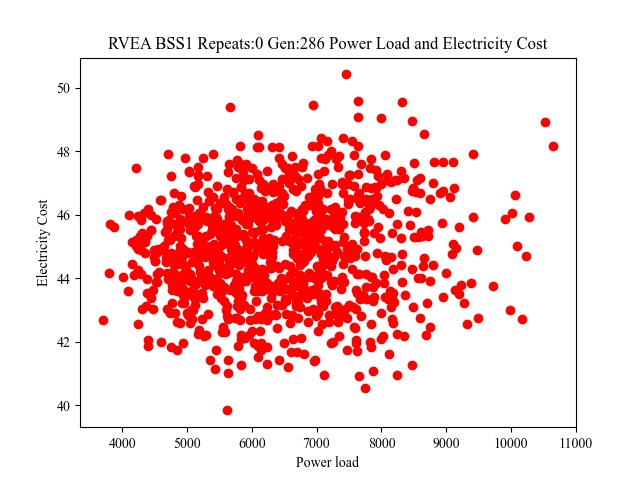 RVEA BSS1 Repeats:0 Gen:286 Power Load and Electricity Cost
50
48
46
44
42
40
Electricity Cost
4000 5000 6000 7000 8000 9000 10000 11000
Power load